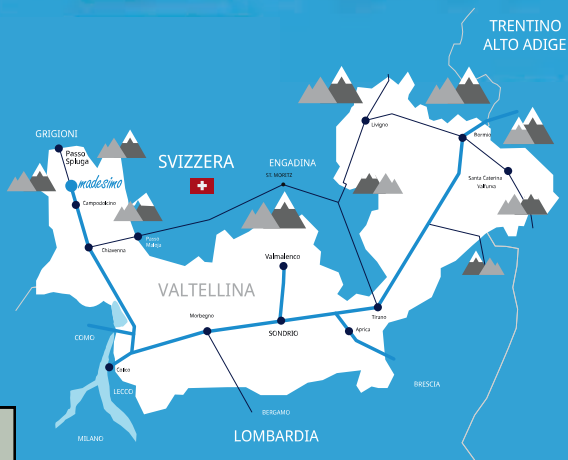 TRENTINO
ALTO ADIGE
GRIGIONI
Passo
Spluga
madesimo
Campodolcino
SVIZZERA
ENGADINA
ST. MORITZ
Livigno
Bormio
Santa Caterina
Valfurva
Passo
Maloja
Chiavenna
Valmalenco
VALTELLINA
Morbegno
SONDRIO
Tirano
Aprica
COMO
Colico
LECCO
BRESCIA
BERGAMO
MILANO
LOMBARDIA